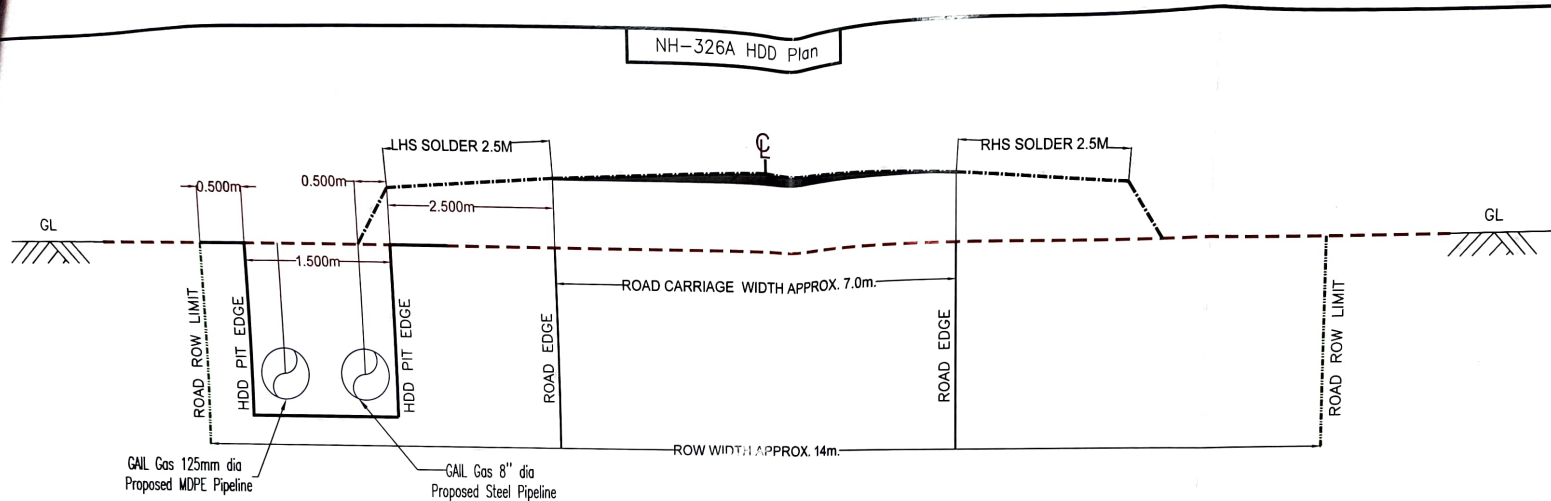 NH-326A HDD Plan
LHS SOLDER 2.5M
℄
RHS SOLDER 2.5M
0.500m
0.500m
2.500m
GL
GL
1.500m
ROAD CARRIAGE WIDTH APPROX. 7.0m.
ROAD ROW LIMIT
HDD PIT EDGE
HDD PIT EDGE
ROAD EDGE
ROAD EDGE
ROAD ROW LIMIT
ROW WIDTH APPROX. 14m.
GAIL Gas 125mm dia
Proposed MDPE Pipeline
GAIL Gas 8" dia
Proposed Steel Pipeline